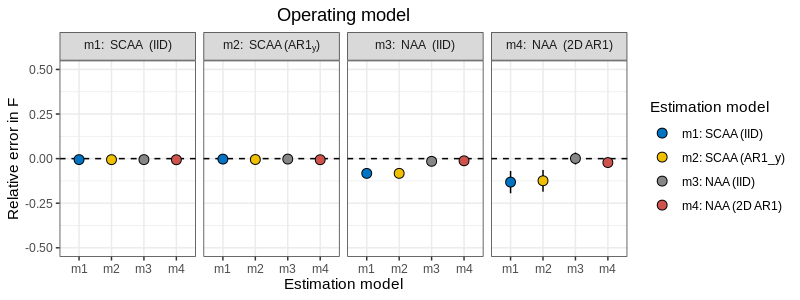 Operating model
m1: SCAA (IID)
m2: SCAA (AR1y)
m3: NAA (IID)
m4: NAA (2D AR1)
Relative error in F
0.50
0.25
0.00
-0.25
-0.50
m1 m2 m3 m4
m1 m2 m3 m4
m1 m2 m3 m4
m1 m2 m3 m4
Estimation model
Estimation model
m1: SCAA (IID)
m2: SCAA (AR1_y)
m3: NAA (IID)
m4: NAA (2D AR1)